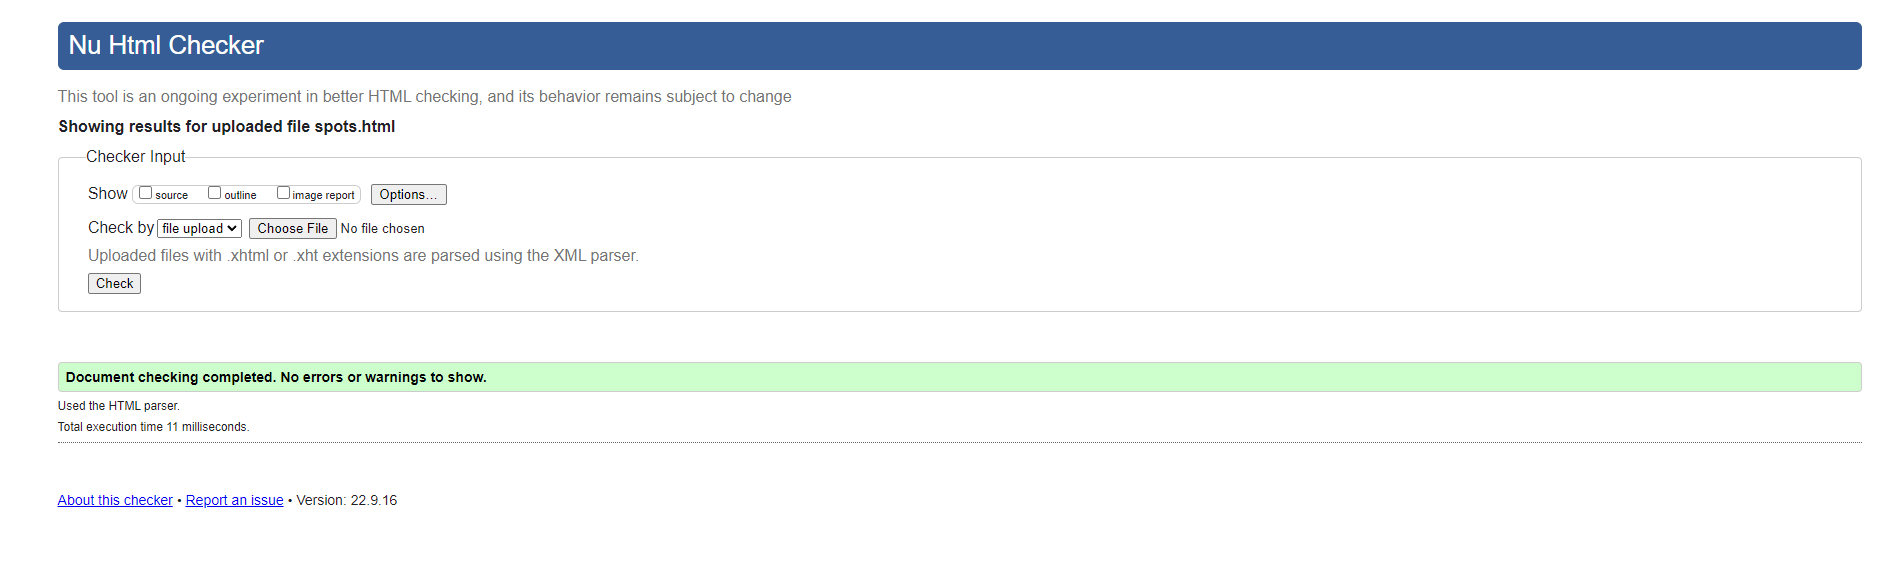 Nu Html Checker
This tool is an ongoing experiment in better HTML checking, and its behavior remains subject to change
Showing results for uploaded file spots.html
Checker Input
Show source outline image report Options...
Check by file upload Choose File No file chosen
Uploaded files with .xhtml or .xht extensions are parsed using the XML parser.
Check
Document checking completed. No errors or warnings to show.
Used the HTML parser.
Total execution time 11 milliseconds.
About this checker • Report an issue • Version: 22.9.16